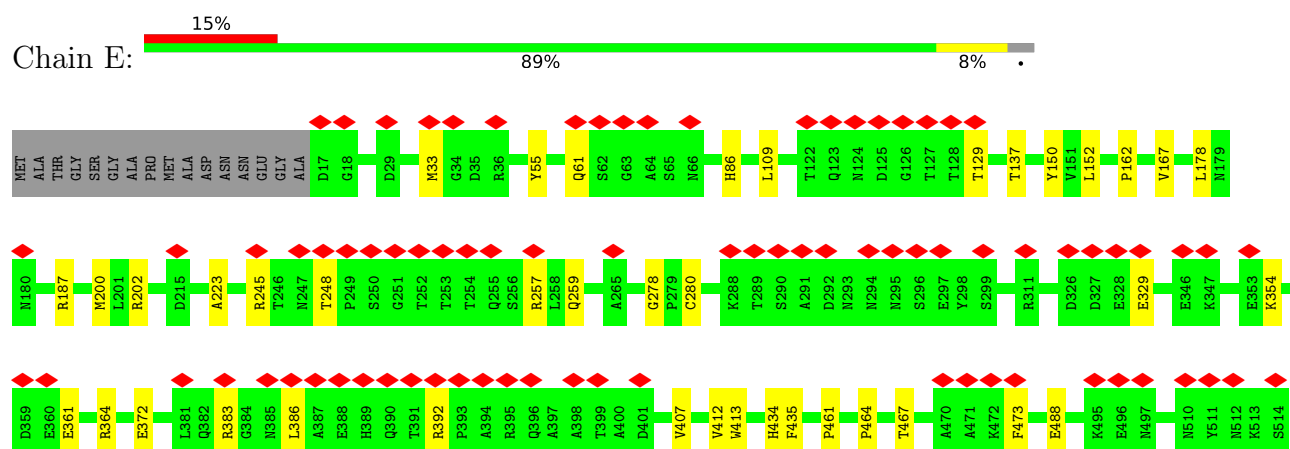 15%
Chain E:
89% 8% •
MET ALA THR GLY SER GLY ALA PRO MET ALA ASP ASN ASN GLU GLY ALA D17 G18 D29 M33 G34 D35 R36 Y55 Q61 S62 G63 A64 S65 N66 H86 L109 T122 Q123 N124 D125 G126 T127 T128 T129 T137 Y150 V151 L152 P162 V167 L178 N179
N180 R187 M200 L201 R202 D215 A223 R245 T246 N247 T248 P249 S250 G251 T252 T253 T254 Q255 S256 R257 L258 Q259 A265 G278 P279 C280 K288 T289 S290 A291 D292 N293 N294 N295 S296 E297 Y298 S299 R311 D326 D327 E328 E329 E346 K347 E353 K354
D359 E360 E361 R364 E372 L381 Q382 R383 G384 N385 L386 A387 E388 H389 Q390 T391 R392 P393 A394 R395 Q396 A397 A398 T399 A400 D401 V407 V412 W413 H434 F435 P461 P464 T467 A470 A471 K472 F473 E488 K495 E496 N497 N510 Y511 N512 K513 S514